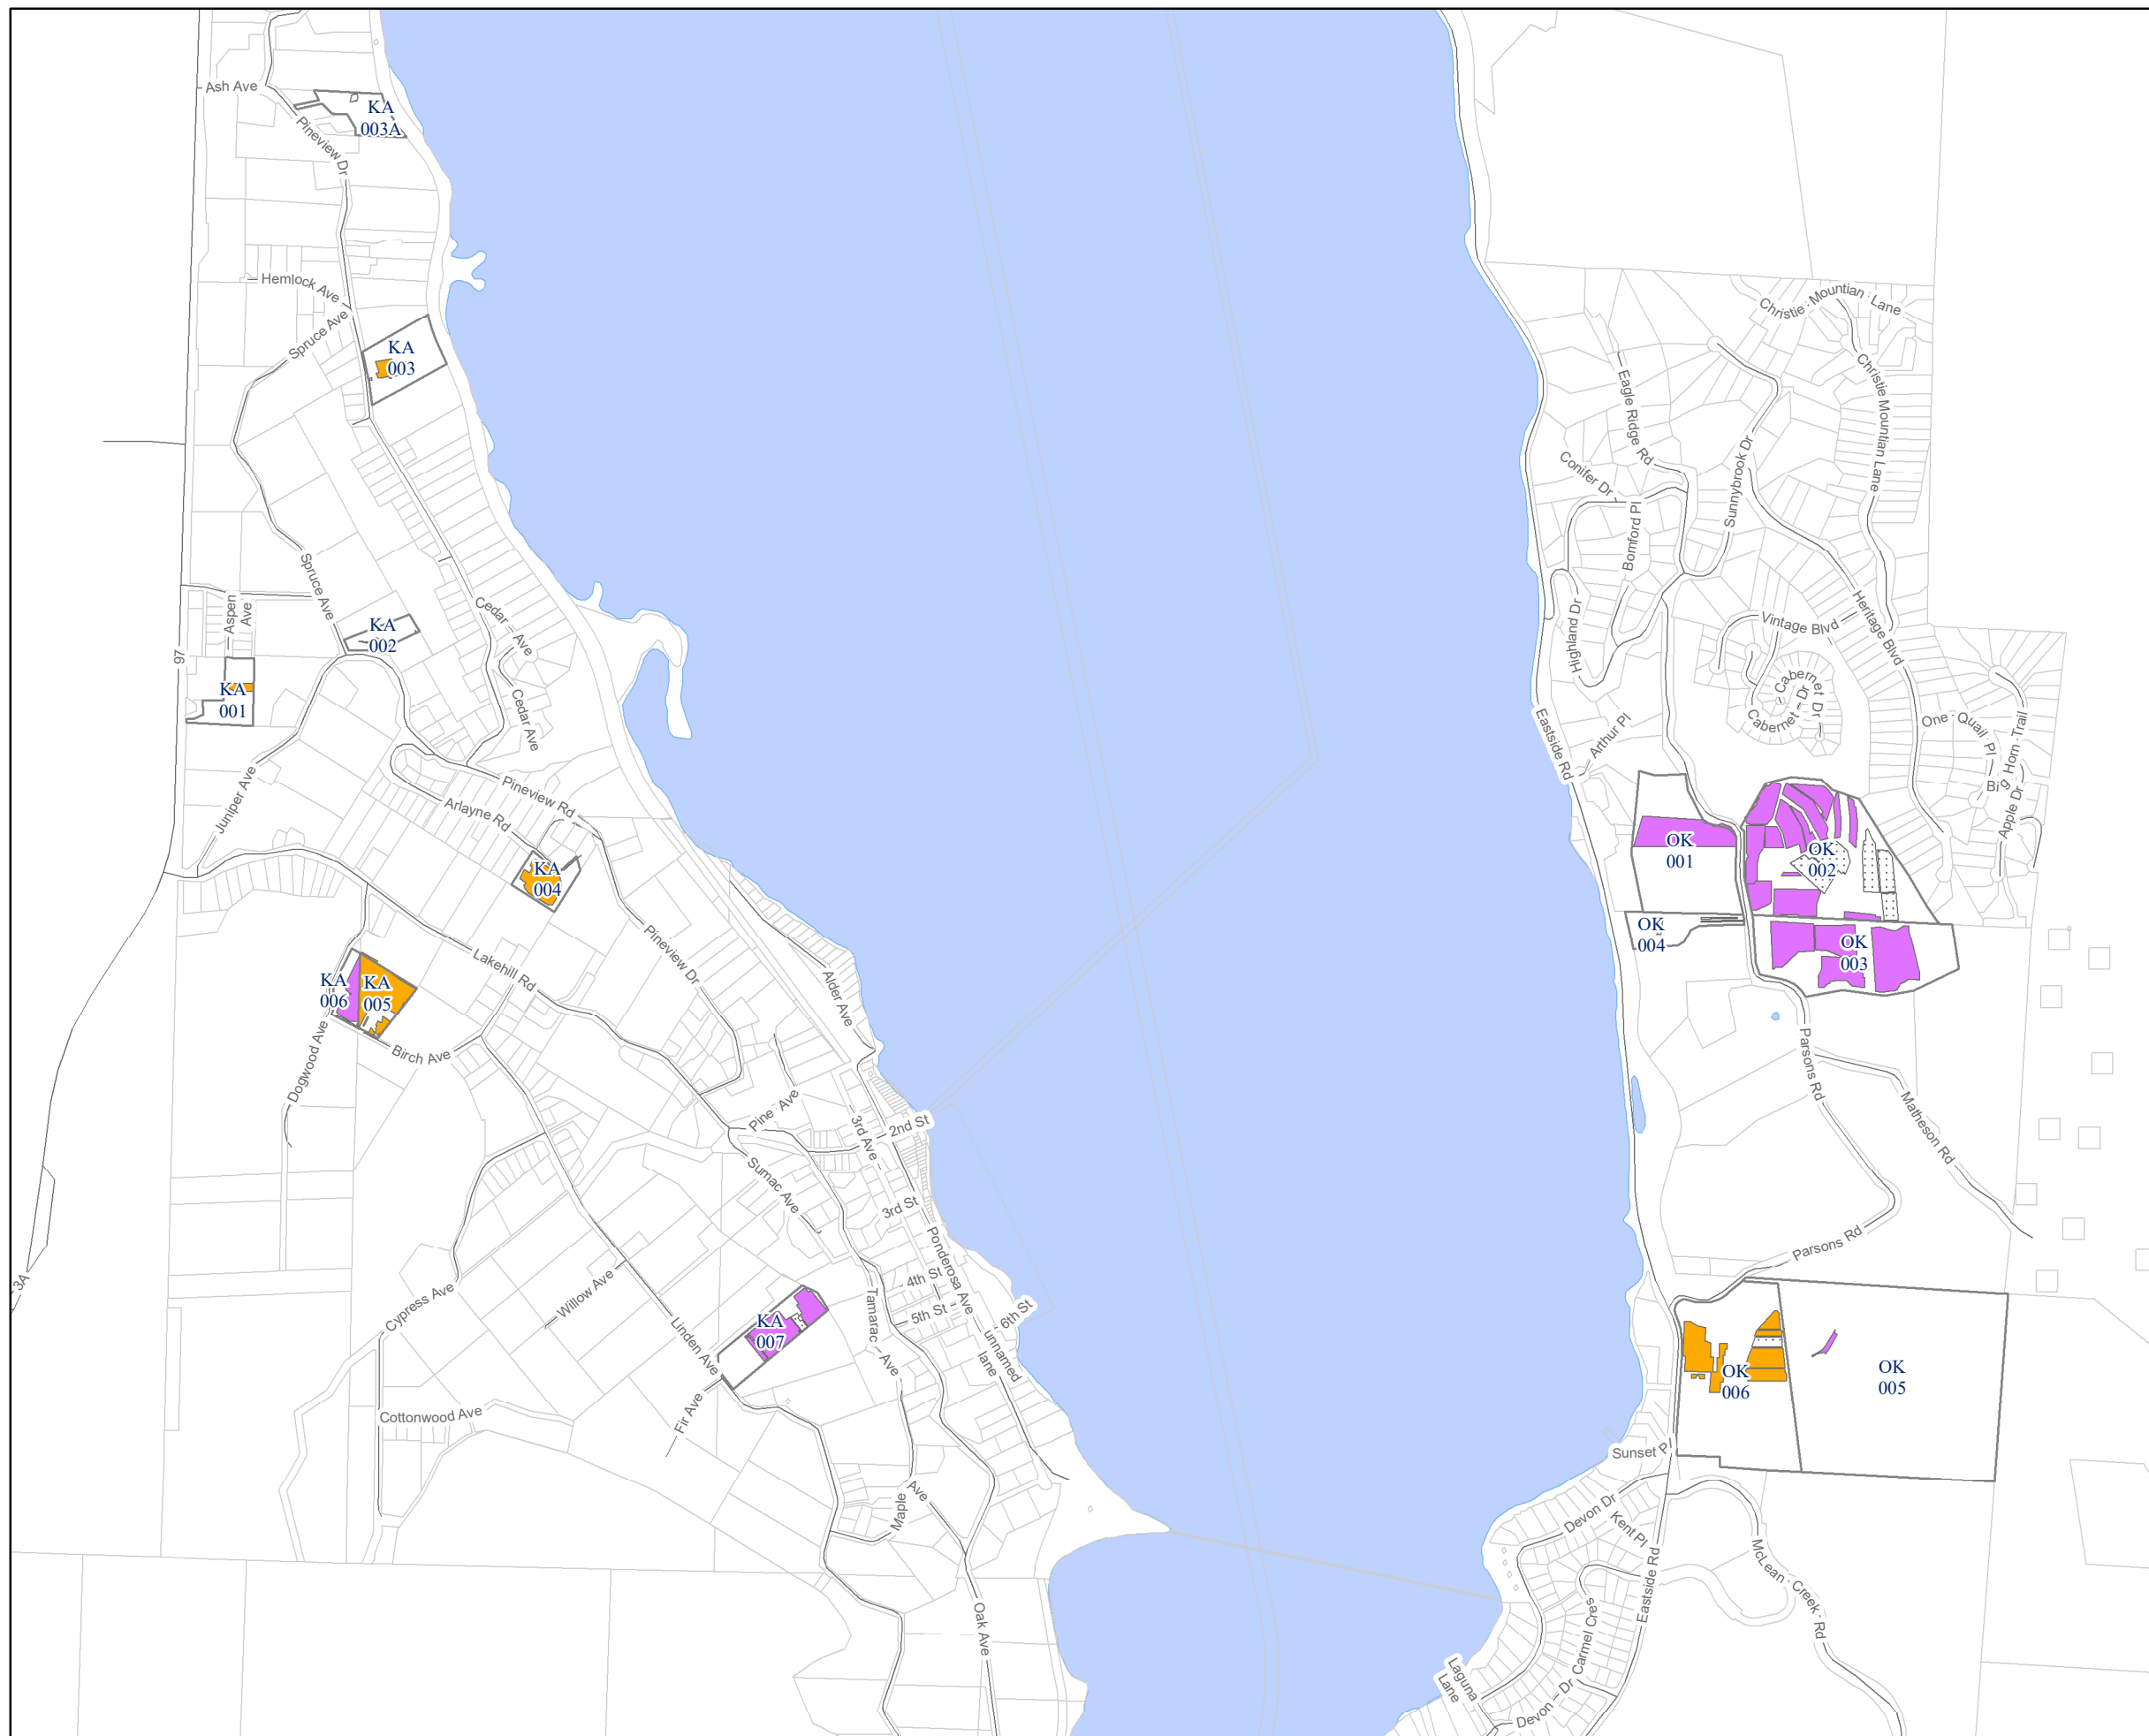 Ash Ave
KA
003A
Pineview Dr
Hemlock Ave
Spruce Ave
KA
003
Christie Mountian Lane
Christie Mountian Lane
Eagle Ridge Rd
Conifer Dr
Sunnybrook Dr
Bomford Pl
Spruce Ave
Aspen
Ave
KA
002
Cedar Ave
Cedar Ave
97
KA
001
Highland Dr
Vintage Blvd
Heritage Blvd
Cabernet Dr
Cabernet Dr
One Quail Pl
Big Horn Trail
Eastside Rd
Arthur Pl
Apple Dr
Juniper Ave
Pineview Rd
Arlayne Rd
KA
004
OK
001
OK
002
OK
004
OK
003
Pineview Dr
Lakehill Rd
Alder Ave
KA
006
KA
005
Dogwood Ave
Birch Ave
Parsons Rd
Matheson Rd
Pine Ave
3rd Ave
2nd St
Sumac Ave
3rd St
Parsons Rd
Ponderosa Ave
4th St
5th St
6th St
3A
Willow Ave
Cypress Ave
Linden Ave
KA
007
Tamarac Ave
unnamed
lane
OK
006
OK
005
Fir Ave
Cottonwood Ave
Sunset Pl
Maple Ave
Devon Dr
Kent Pl
McLean Creek Rd
Eastside Rd
Oak Ave
Carmel Cres
Laguna
Lane
Devon Dr